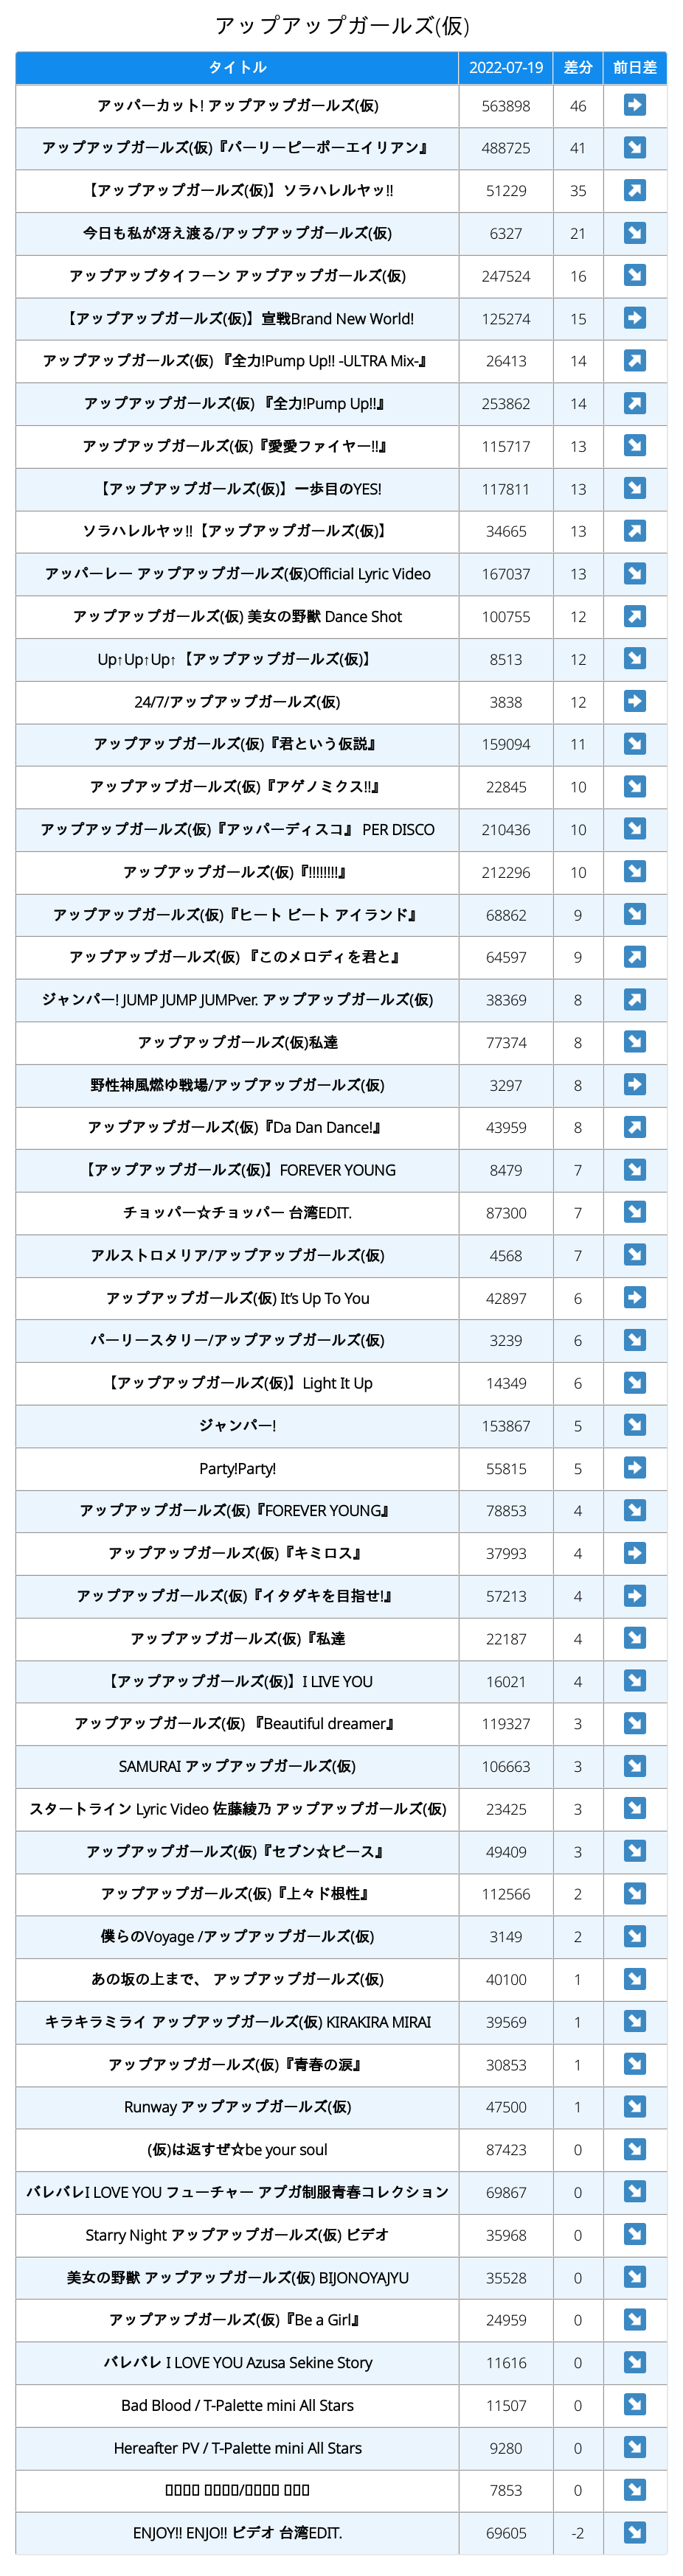 アップアップガールズ(仮)
タイトル 2022-07-19 差分 前日差
アッパーカット! アップアップガールズ(仮) 563898 46 ➡
アップアップガールズ(仮)『パーリーピーポーエイリアン』 488725 41 ↘
【アップアップガールズ(仮)】ソラハレルヤッ!! 51229 35 ↗
今日も私が冴え渡る/アップアップガールズ(仮) 6327 21 ↘
アップアップタイフーン アップアップガールズ(仮) 247524 16 ↘
【アップアップガールズ(仮)】宣戦Brand New World! 125274 15 ➡
アップアップガールズ(仮) 『全力!Pump Up!! -ULTRA Mix-』 26413 14 ↗
アップアップガールズ(仮) 『全力!Pump Up!!』 253862 14 ↗
アップアップガールズ(仮)『愛愛ファイヤー!!』 115717 13 ↘
【アップアップガールズ(仮)】一歩目のYES! 117811 13 ↘
ソラハレルヤッ!!【アップアップガールズ(仮)】 34665 13 ↗
アッパーレー アップアップガールズ(仮)Official Lyric Video 167037 13 ↘
アップアップガールズ(仮) 美女の野獣 Dance Shot 100755 12 ↗
Up↑Up↑Up↑【アップアップガールズ(仮)】 8513 12 ↘
24/7/アップアップガールズ(仮) 3838 12 ➡
アップアップガールズ(仮)『君という仮説』 159094 11 ↘
アップアップガールズ(仮)『アゲノミクス!!』 22845 10 ↘
アップアップガールズ(仮)『アッパーディスコ』 PER DISCO 210436 10 ↘
アップアップガールズ(仮)『!!!!!!!!』 212296 10 ↘
アップアップガールズ(仮)『ヒート ビート アイランド』 68862 9 ↘
アップアップガールズ(仮) 『このメロディを君と』 64597 9 ↗
ジャンパー! JUMP JUMP JUMPver. アップアップガールズ(仮) 38369 8 ↗
アップアップガールズ(仮)私達 77374 8 ↘
野性神風燃ゆ戦場/アップアップガールズ(仮) 3297 8 ➡
アップアップガールズ(仮)『Da Dan Dance!』 43959 8 ↗
【アップアップガールズ(仮)】FOREVER YOUNG 8479 7 ↘
チョッパー☆チョッパー 台湾EDIT. 87300 7 ↘
アルストロメリア/アップアップガールズ(仮) 4568 7 ↘
アップアップガールズ(仮) It's Up To You 42897 6 ➡
パーリースタリー/アップアップガールズ(仮) 3239 6 ↘
【アップアップガールズ(仮)】Light It Up 14349 6 ↘
ジャンパー! 153867 5 ↘
Party!Party! 55815 5 ➡
アップアップガールズ(仮)『FOREVER YOUNG』 78853 4 ↘
アップアップガールズ(仮)『キミロス』 37993 4 ➡
アップアップガールズ(仮)『イタダキを目指せ!』 57213 4 ➡
アップアップガールズ(仮)『私達 22187 4 ↘
【アップアップガールズ(仮)】I LIVE YOU 16021 4 ↘
アップアップガールズ(仮) 『Beautiful dreamer』 119327 3 ↘
SAMURAI アップアップガールズ(仮) 106663 3 ↘
スタートライン Lyric Video 佐藤綾乃 アップアップガールズ(仮) 23425 3 ↘
アップアップガールズ(仮)『セブン☆ピース』 49409 3 ↘
アップアップガールズ(仮)『上々ド根性』 112566 2 ↘
僕らのVoyage /アップアップガールズ(仮) 3149 2 ↘
あの坂の上まで、 アップアップガールズ(仮) 40100 1 ↘
キラキラミライ アップアップガールズ(仮) KIRAKIRA MIRAI 39569 1 ↘
アップアップガールズ(仮)『青春の涙』 30853 1 ↘
Runway アップアップガールズ(仮) 47500 1 ↘
(仮)は返すぜ☆be your soul 87423 0 ↘
バレバレI LOVE YOU フューチャー アプガ制服青春コレクション 69867 0 ↘
Starry Night アップアップガールズ(仮) ビデオ 35968 0 ↘
美女の野獣 アップアップガールズ(仮) BIJONOYAJYU 35528 0 ↘
アップアップガールズ(仮)『Be a Girl』 24959 0 ↘
バレバレ I LOVE YOU Azusa Sekine Story 11616 0 ↘
Bad Blood / T-Palette mini All Stars 11507 0 ↘
Hereafter PV / T-Palette mini All Stars 9280 0 ↘
7853 0 ↘
ENJOY!! ENJO!! ビデオ 台湾EDIT. 69605 -2 ↘